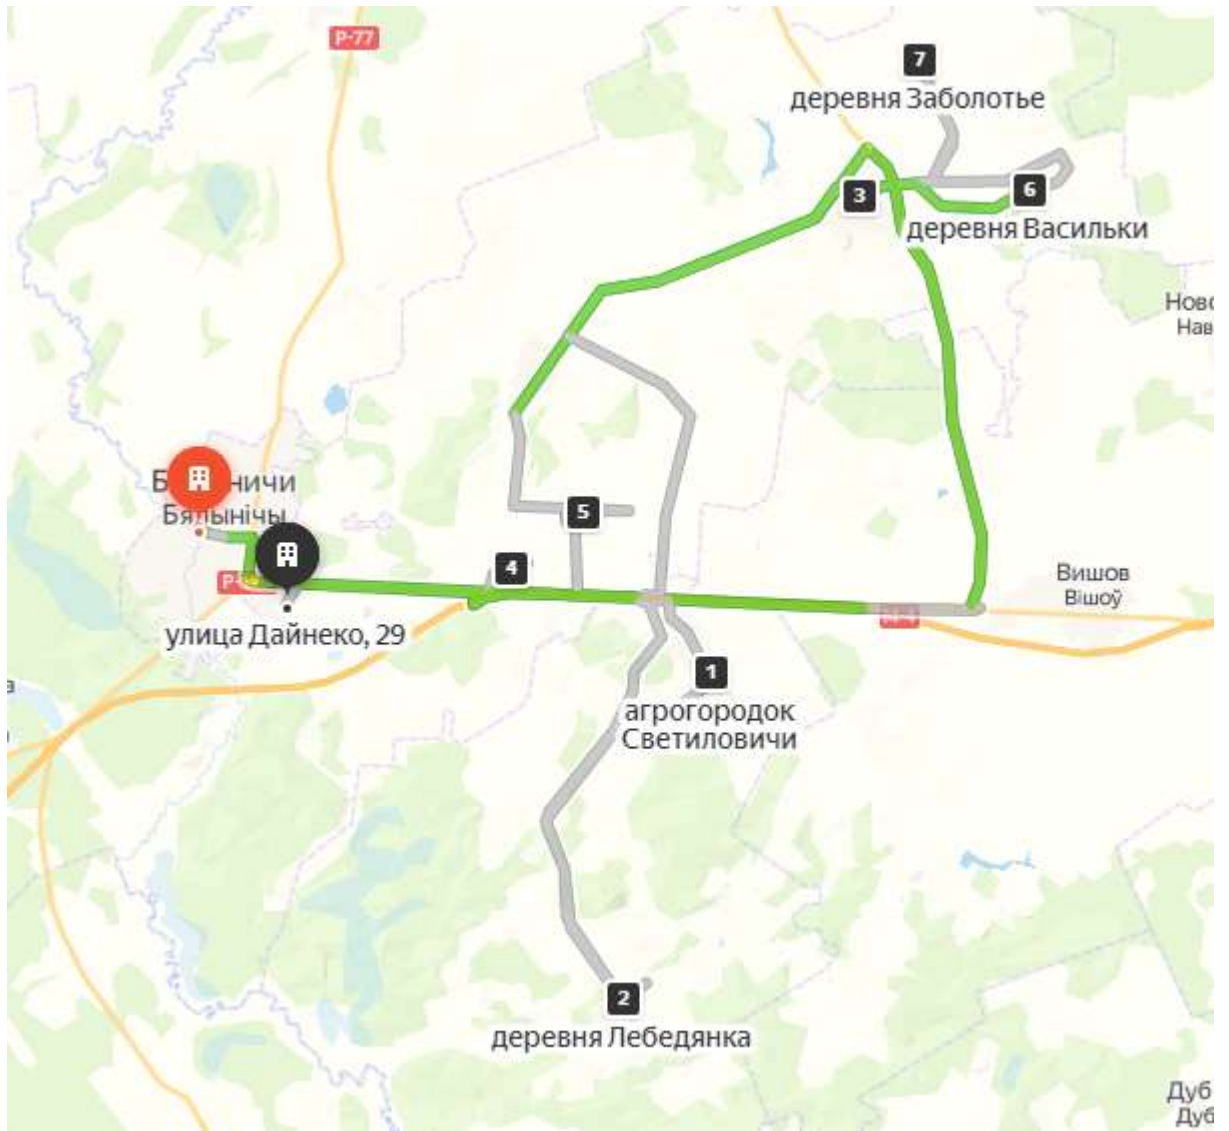 P-77
7
деревня Заболотье
3
6
деревня Васильки
Ново
Нав
Бялынічы
5
4
Вишов
Вішоў
улица Дайнеко, 29
1
агрогородок
Светиловичи
2
деревня Лебедянка
Дуб
Дуб